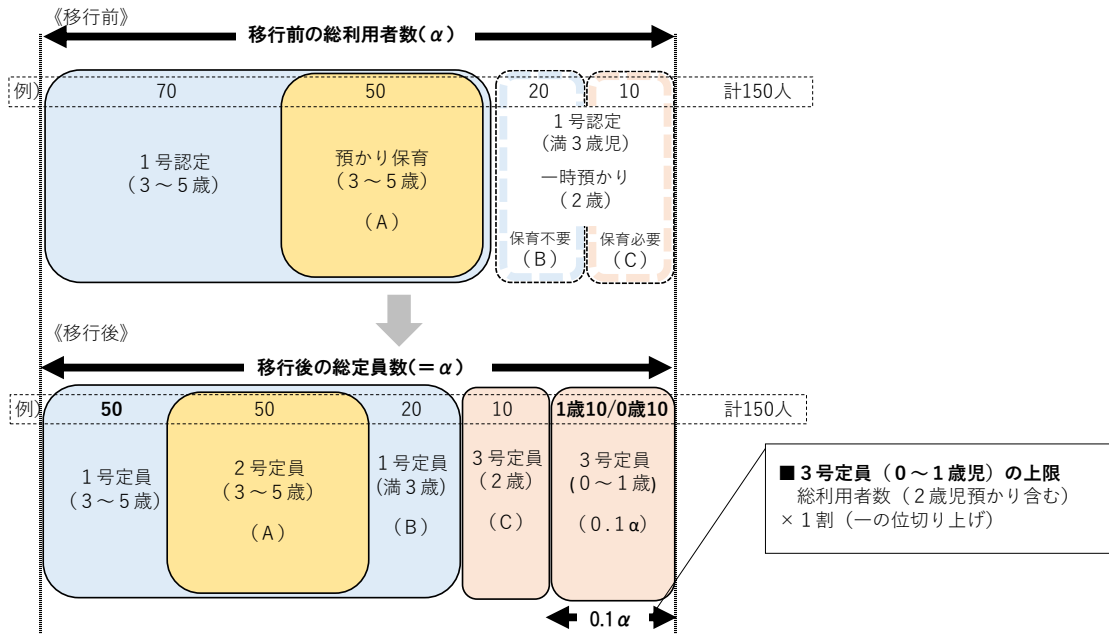 《移行前》
移行前の総利用者数(α)
例） 70 50 20 10 計150人
１号認定
（３～５歳）
預かり保育
（３～５歳）
（A）
１号認定
(満３歳児)
一時預かり
（２歳）
保育不要
（B）
保育必要
（C）
《移行後》
移行後の総定員数(＝α)
例） 50 50 20 10 1歳10/0歳10 計150人
１号定員
（３～５歳）
２号定員
（３～５歳）
（A）
１号定員
(満３歳)
（B）
３号定員
（２歳）
（C）
３号定員
(０～１歳)
（０.１α）
0.1α
■３号定員（０～１歳児）の上限
総利用者数（２歳児預かり含む）
×１割（一の位切り上げ）